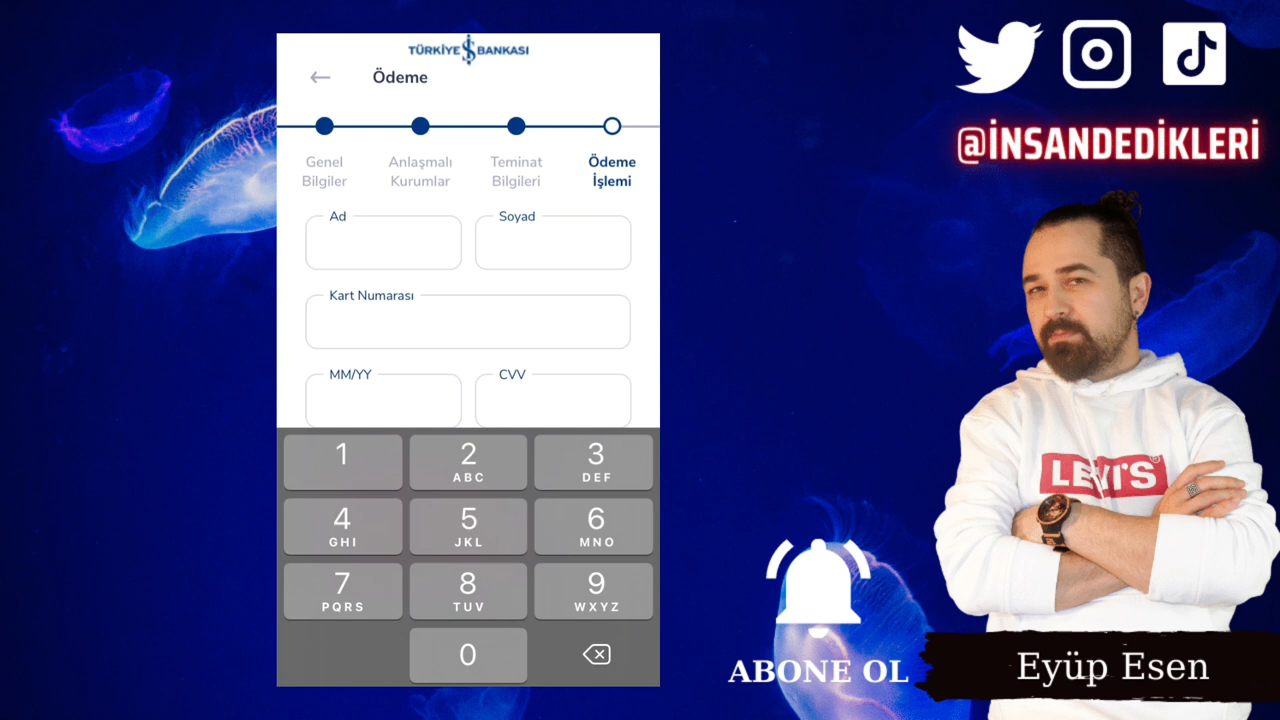 TÜRKİYE BANKASI
Ödeme
Genel
Bilgiler
Anlaşmalı
Kurumlar
Teminat
Bilgileri
Ödeme
İşlemi
Ad
Soyad
Kart Numarası
MM/YY
CVV
1
2
ABC
3
DEF
4
GHI
5
JKL
6
MNO
7
PQRS
8
TUV
9
WXYZ
0
@İNSANDEDİKLERİ
LEVI'S
ABONE OL
Eyüp Esen